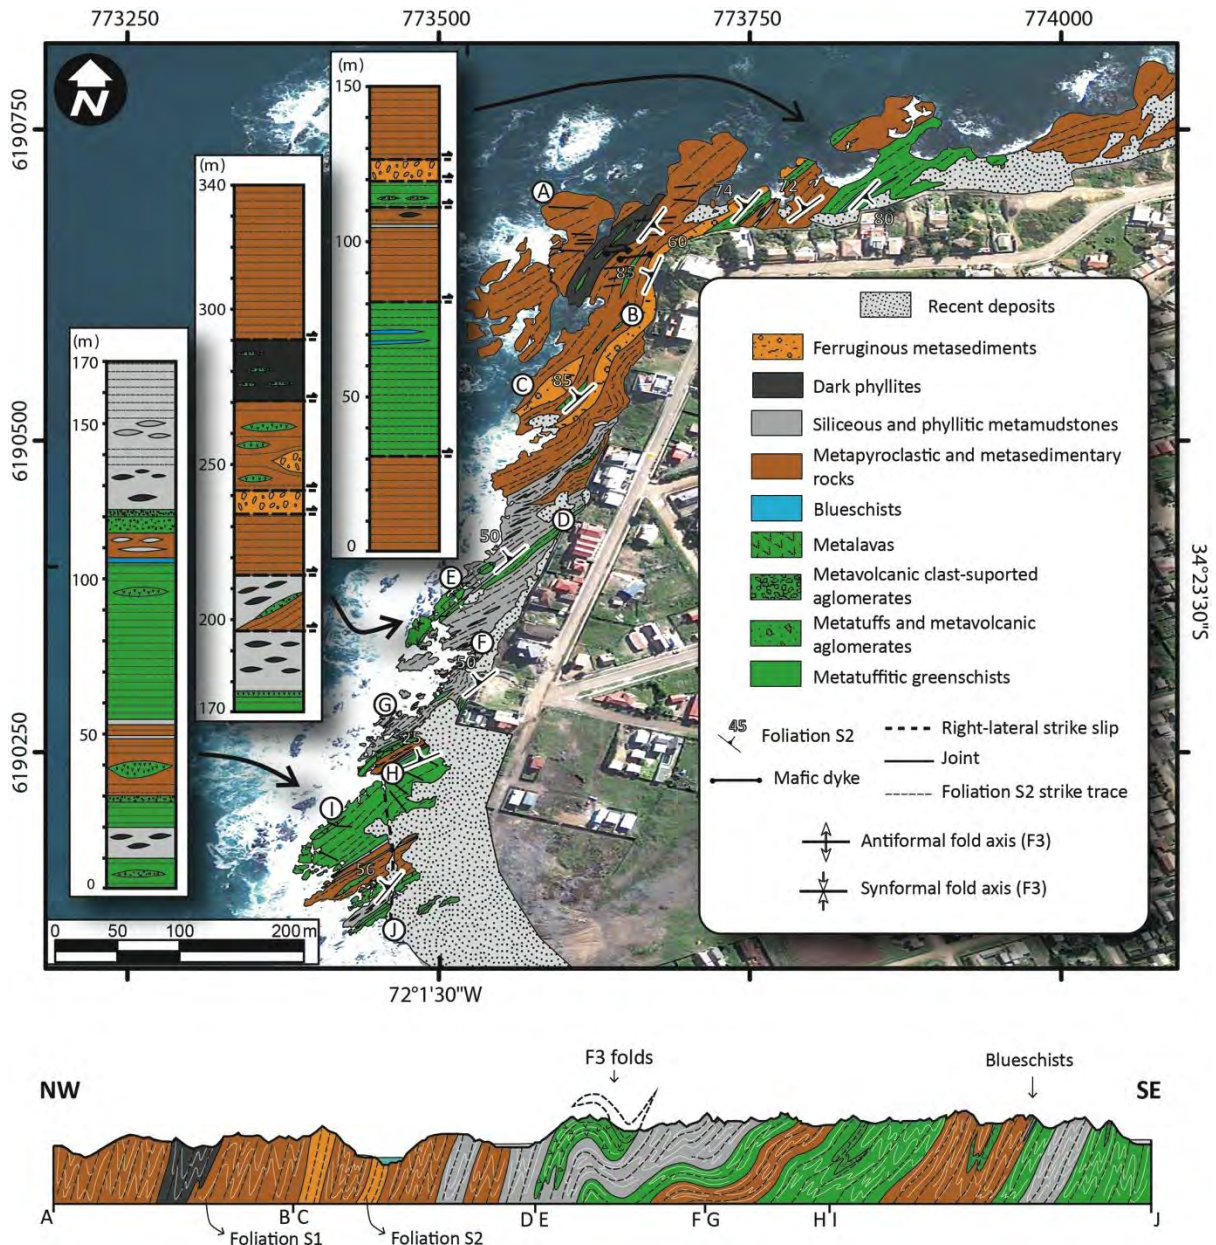 773250
773500
773750
774000
6190750
6190500
6190250
34°23'30"S
72°1'30"W
N
(m)
150
100
50
0
(m)
340
300
250
200
170
(m)
170
150
100
50
0
A
B
C
D
E
F
G
H
I
J
74
72
80
60
85
85
50
50
25
56
0 50 100 200 m
Recent deposits
Ferruginous metasediments
Dark phyllites
Siliceous and phyllitic metamudstones
Metapyroclastic and metasedimentary
rocks
Blueschists
Metalavas
Metavolcanic clast-suported
aglomerates
Metatuffs and metavolcanic
aglomerates
Metatuffitic greenschists
45
Foliation S2
Mafic dyke
Right-lateral strike slip
Joint
Foliation S2 strike trace
Antiformal fold axis (F3)
Synformal fold axis (F3)
NW
F3 folds
Blueschists
SE
A
B C
D E
F G
H I
J
Foliation S1
Foliation S2